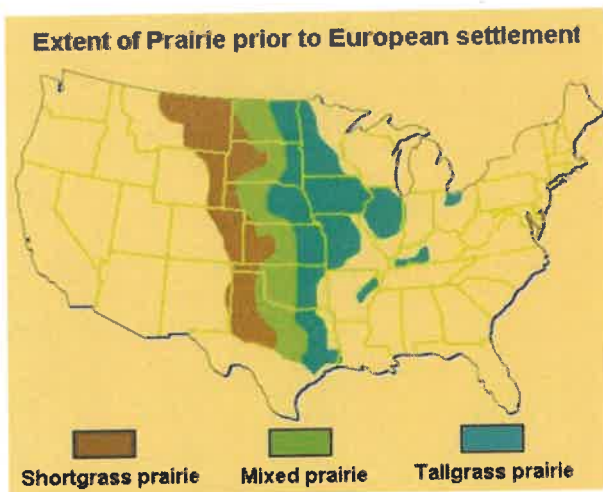 Extent of Prairie prior to European settlement
Shortgrass prairie
Mixed prairie
Tallgrass prairie